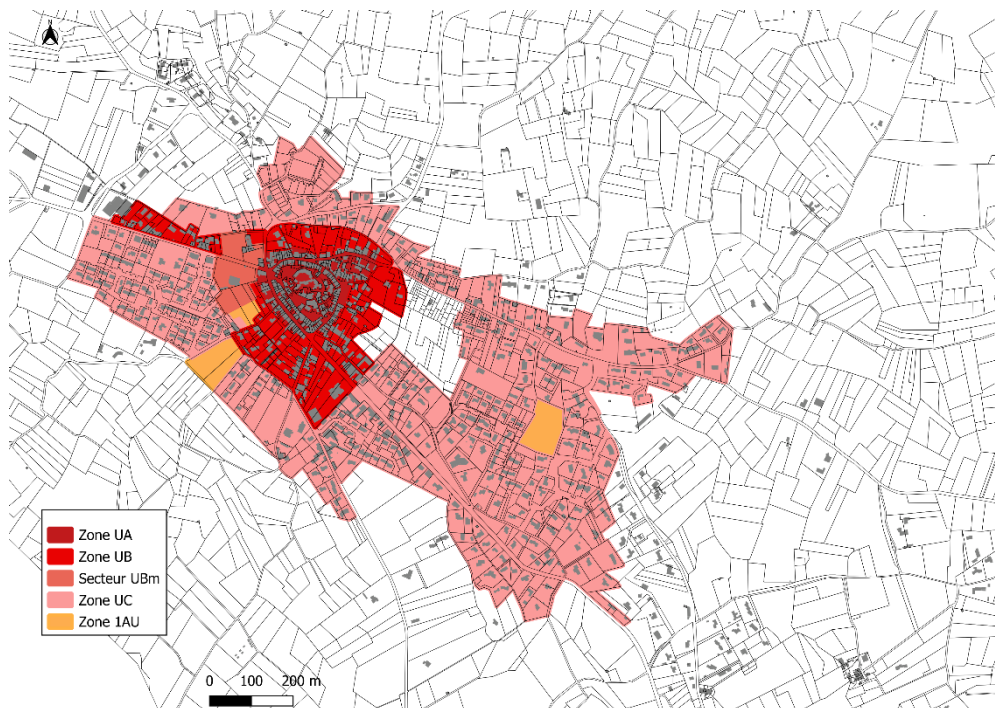 N
Zone UA
Zone UB
Secteur UBm
Zone UC
Zone 1AU
0 100 200 m